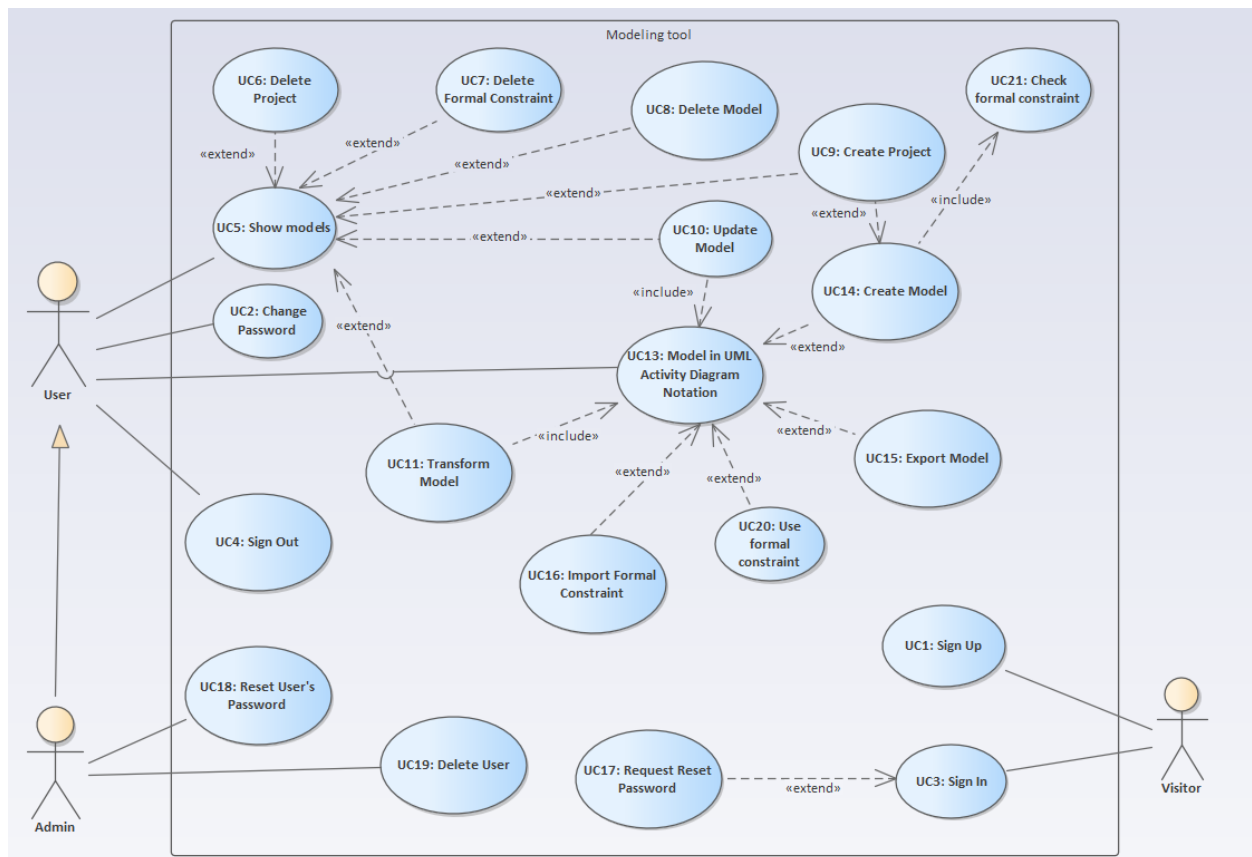 Modeling tool
UC6: Delete
Project
UC7: Delete
Formal Constraint
UC8: Delete Model
UC21: Check
formal constraint
UC9: Create Project
«extend»
«extend»
«extend»
«extend»
«include»
«extend»
UC5: Show models
«extend»
UC10: Update
Model
UC14: Create Model
«include»
UC2: Change
Password
«extend»
«extend»
UC13: Model in UML
Activity Diagram
Notation
User
«include»
«extend»
UC11: Transform
Model
UC15: Export Model
«extend»
«extend»
UC4: Sign Out
UC20: Use
formal
constraint
UC16: Import Formal
Constraint
UC1: Sign Up
UC18: Reset User's
Password
UC19: Delete User
UC17: Request Reset
Password
«extend»
UC3: Sign In
Visitor
Admin